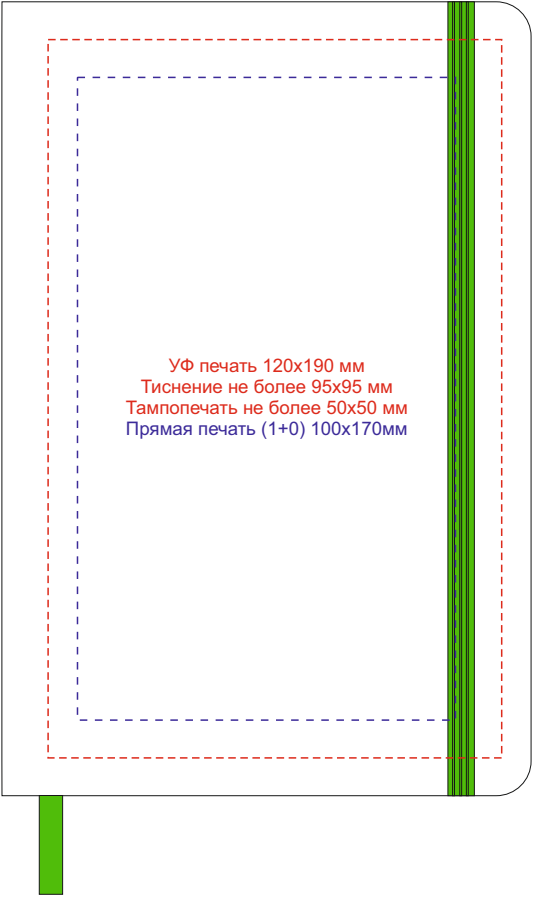 УФ печать 120х190 мм
Тиснение не более 95х95 мм
Тампопечать не более 50х50 мм
Прямая печать (1+0) 100х170мм